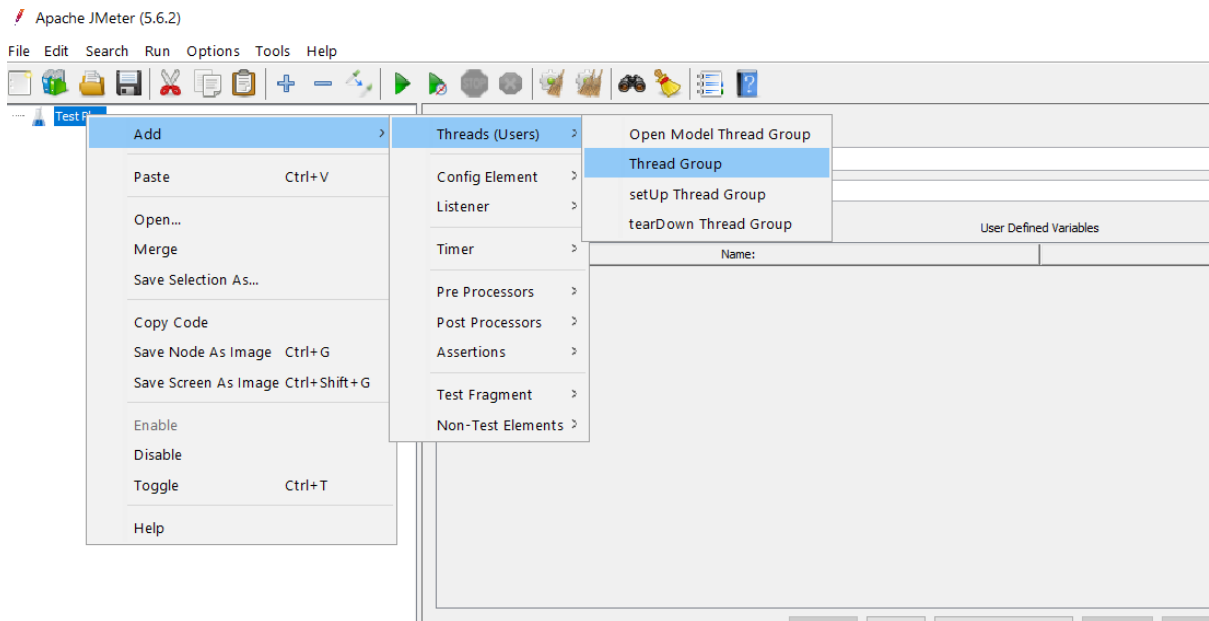 Apache JMeter (5.6.2)
File Edit Search Run Options Tools Help
STOP
?
Test
Add
Paste Ctrl+V
Open...
Merge
Save Selection As...
Copy Code
Save Node As Image Ctrl+G
Save Screen As Image Ctrl+Shift+G
Enable
Disable
Toggle Ctrl+T
Help
Threads (Users)
Config Element
Listener
Timer
Pre Processors
Post Processors
Assertions
Test Fragment
Non-Test Elements
Open Model Thread Group
Thread Group
setUp Thread Group
tearDown Thread Group
User Defined Variables
Name: